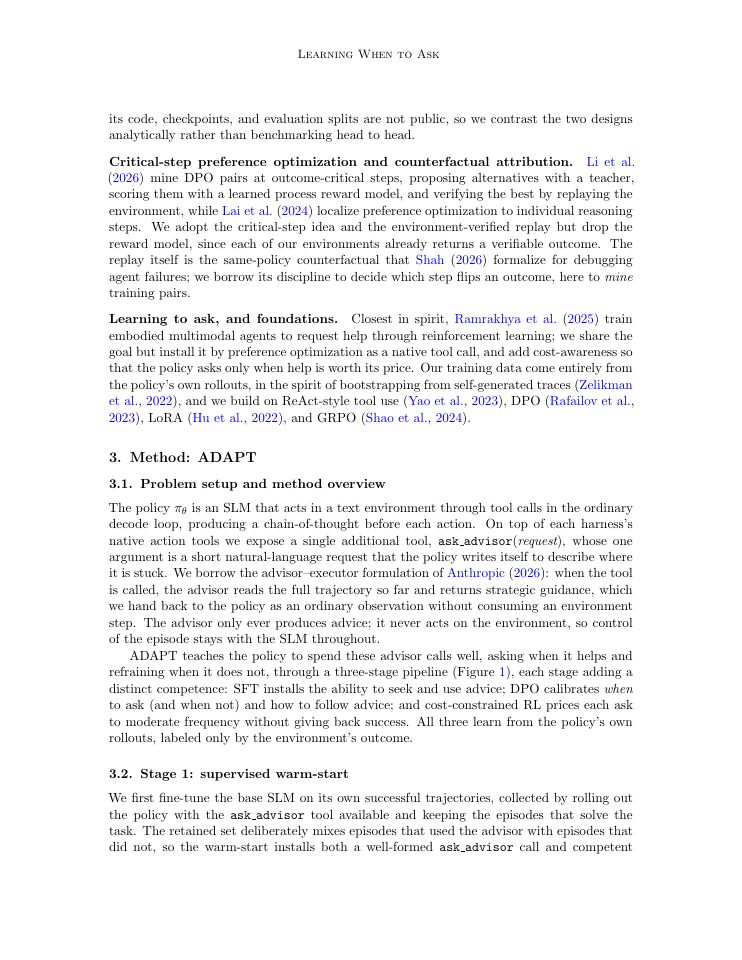 Learning When to Ask
its code, checkpoints, and evaluation splits are not public, so we contrast the two designs
analytically rather than benchmarking head to head.
Critical-step preference optimization and counterfactual attribution. Li et al.
(2026) mine DPO pairs at outcome-critical steps, proposing alternatives with a teacher,
scoring them with a learned process reward model, and verifying the best by replaying the
environment, while Lai et al. (2024) localize preference optimization to individual reasoning
steps. We adopt the critical-step idea and the environment-verified replay but drop the
reward model, since each of our environments already returns a verifiable outcome. The
replay itself is the same-policy counterfactual that Shah (2026) formalize for debugging
agent failures; we borrow its discipline to decide which step flips an outcome, here to mine
training pairs.
Learning to ask, and foundations. Closest in spirit, Ramrakhya et al. (2025) train
embodied multimodal agents to request help through reinforcement learning; we share the
goal but install it by preference optimization as a native tool call, and add cost-awareness so
that the policy asks only when help is worth its price. Our training data come entirely from
the policy's own rollouts, in the spirit of bootstrapping from self-generated traces (Zelikman
et al., 2022), and we build on ReAct-style tool use (Yao et al., 2023), DPO (Rafailov et al.,
2023), LoRA (Hu et al., 2022), and GRPO (Shao et al., 2024).
3. Method: ADAPT
3.1. Problem setup and method overview
The policy πθ is an SLM that acts in a text environment through tool calls in the ordinary
decode loop, producing a chain-of-thought before each action. On top of each harness's
native action tools we expose a single additional tool, ask_advisor(request), whose one
argument is a short natural-language request that the policy writes itself to describe where
it is stuck. We borrow the advisor–executor formulation of Anthropic (2026): when the tool
is called, the advisor reads the full trajectory so far and returns strategic guidance, which
we hand back to the policy as an ordinary observation without consuming an environment
step. The advisor only ever produces advice; it never acts on the environment, so control
of the episode stays with the SLM throughout.
ADAPT teaches the policy to spend these advisor calls well, asking when it helps and
refraining when it does not, through a three-stage pipeline (Figure 1), each stage adding a
distinct competence: SFT installs the ability to seek and use advice; DPO calibrates when
to ask (and when not) and how to follow advice; and cost-constrained RL prices each ask
to moderate frequency without giving back success. All three learn from the policy's own
rollouts, labeled only by the environment's outcome.
3.2. Stage 1: supervised warm-start
We first fine-tune the base SLM on its own successful trajectories, collected by rolling out
the policy with the ask_advisor tool available and keeping the episodes that solve the
task. The retained set deliberately mixes episodes that used the advisor with episodes that
did not, so the warm-start installs both a well-formed ask_advisor call and competent